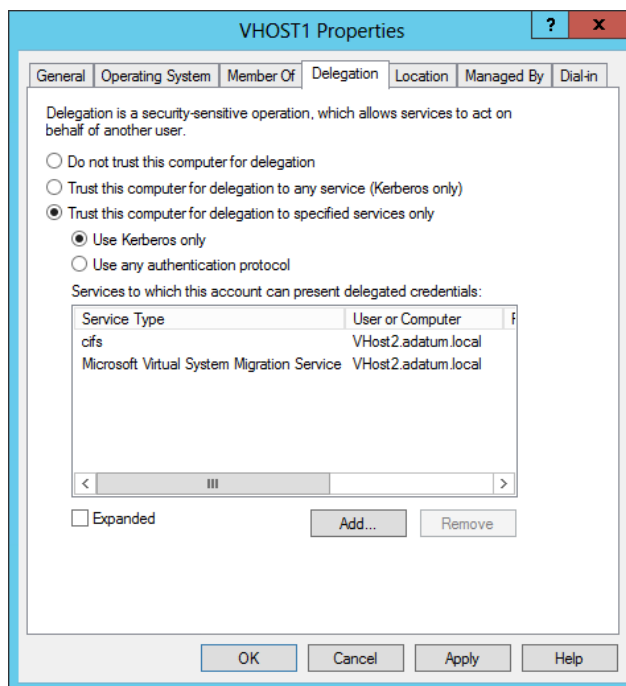 VHOST1 Properties
?
x
General
Operating System
Member Of
Delegation
Location
Managed By
Dial-in
Delegation is a security-sensitive operation, which allows services to act on
behalf of another user.
Do not trust this computer for delegation
Trust this computer for delegation to any service (Kerberos only)
Trust this computer for delegation to specified services only
Use Kerberos only
Use any authentication protocol
Services to which this account can present delegated credentials:
Service Type
User or Computer
cifs
VHost2.adatum.local
Microsoft Virtual System Migration Service
VHost2.adatum.local
Expanded
Add...
Remove
OK
Cancel
Apply
Help